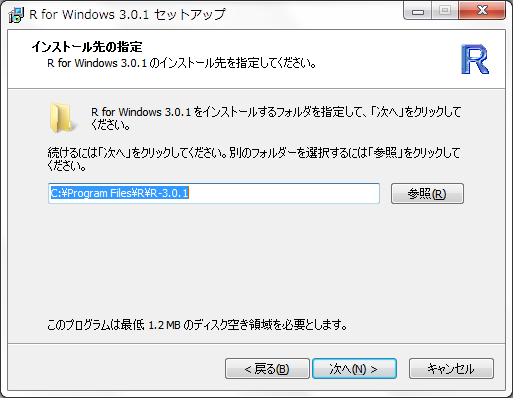 R for Windows 3.0.1 セットアップ
インストール先の指定
R for Windows 3.0.1 のインストール先を指定してください。
R
R for Windows 3.0.1 をインストールするフォルダを指定して、「次へ」をクリックして
ください。
続けるには「次へ」をクリックしてください。別のフォルダーを選択するには「参照」をクリックして
ください。
C:¥Program Files¥R¥R-3.0.1
参照(R)
このプログラムは最低 1.2 MB のディスク空き領域を必要とします。
< 戻る(B)
次へ(N) >
キャンセル